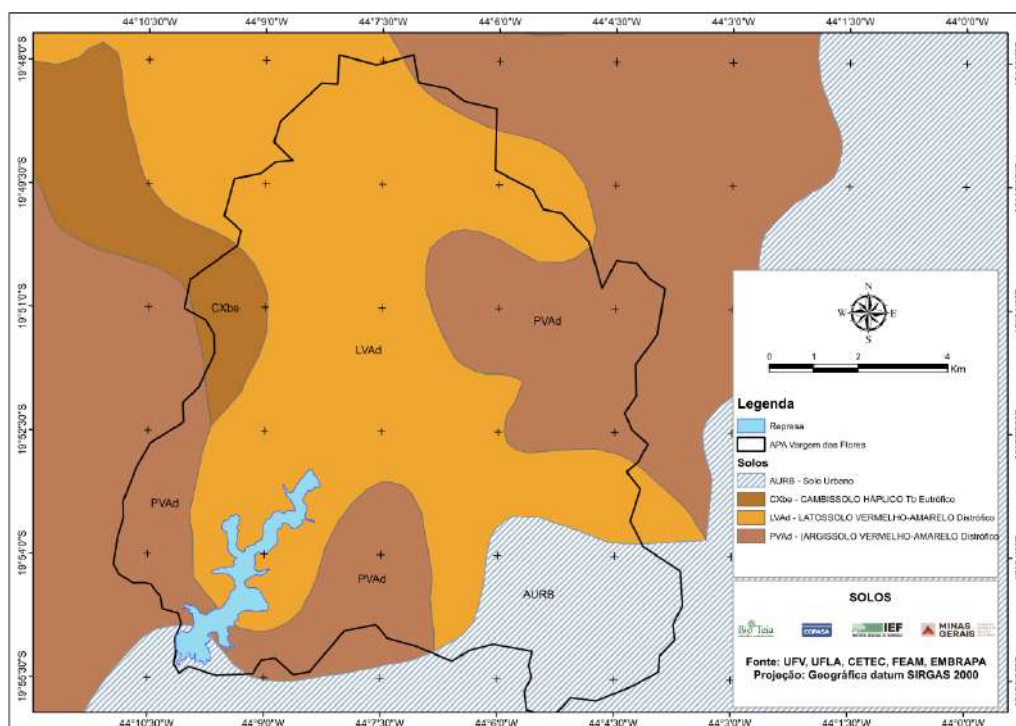 44°10'30"W 44°9'0"W 44°7'30"W 44°6'0"W 44°4'30"W 44°3'0"W 44°1'30"W 44°0'0"W
19°48'0"S
19°49'30"S
19°51'0"S
19°52'30"S
19°54'0"S
19°55'30"S
CXbe
PVAd
LVAd
PVAd
PVAd
AURB
N
W E
S
0 1 2 4
Km
Legenda
Represa
APA Vargem das Flores
Solos
AURB - Solo Urbano
CXbe - CAMBISSOLO HÁPLICO Tb Eutrófico
LVAd - LATOSSOLO VERMELHO-AMARELO Distrófico
PVAd - |ARGISSOLO VERMELHO-AMARELO Distrófico
SOLOS
Bio Teia
COPASA
IEF
MINAS GERAIS
Fonte: UFV, UFLA, CETEC, FEAM, EMBRAPA
Projeção: Geográfica datum SIRGAS 2000
44°10'30"W 44°9'0"W 44°7'30"W 44°6'0"W 44°4'30"W 44°3'0"W 44°1'30"W 44°0'0"W